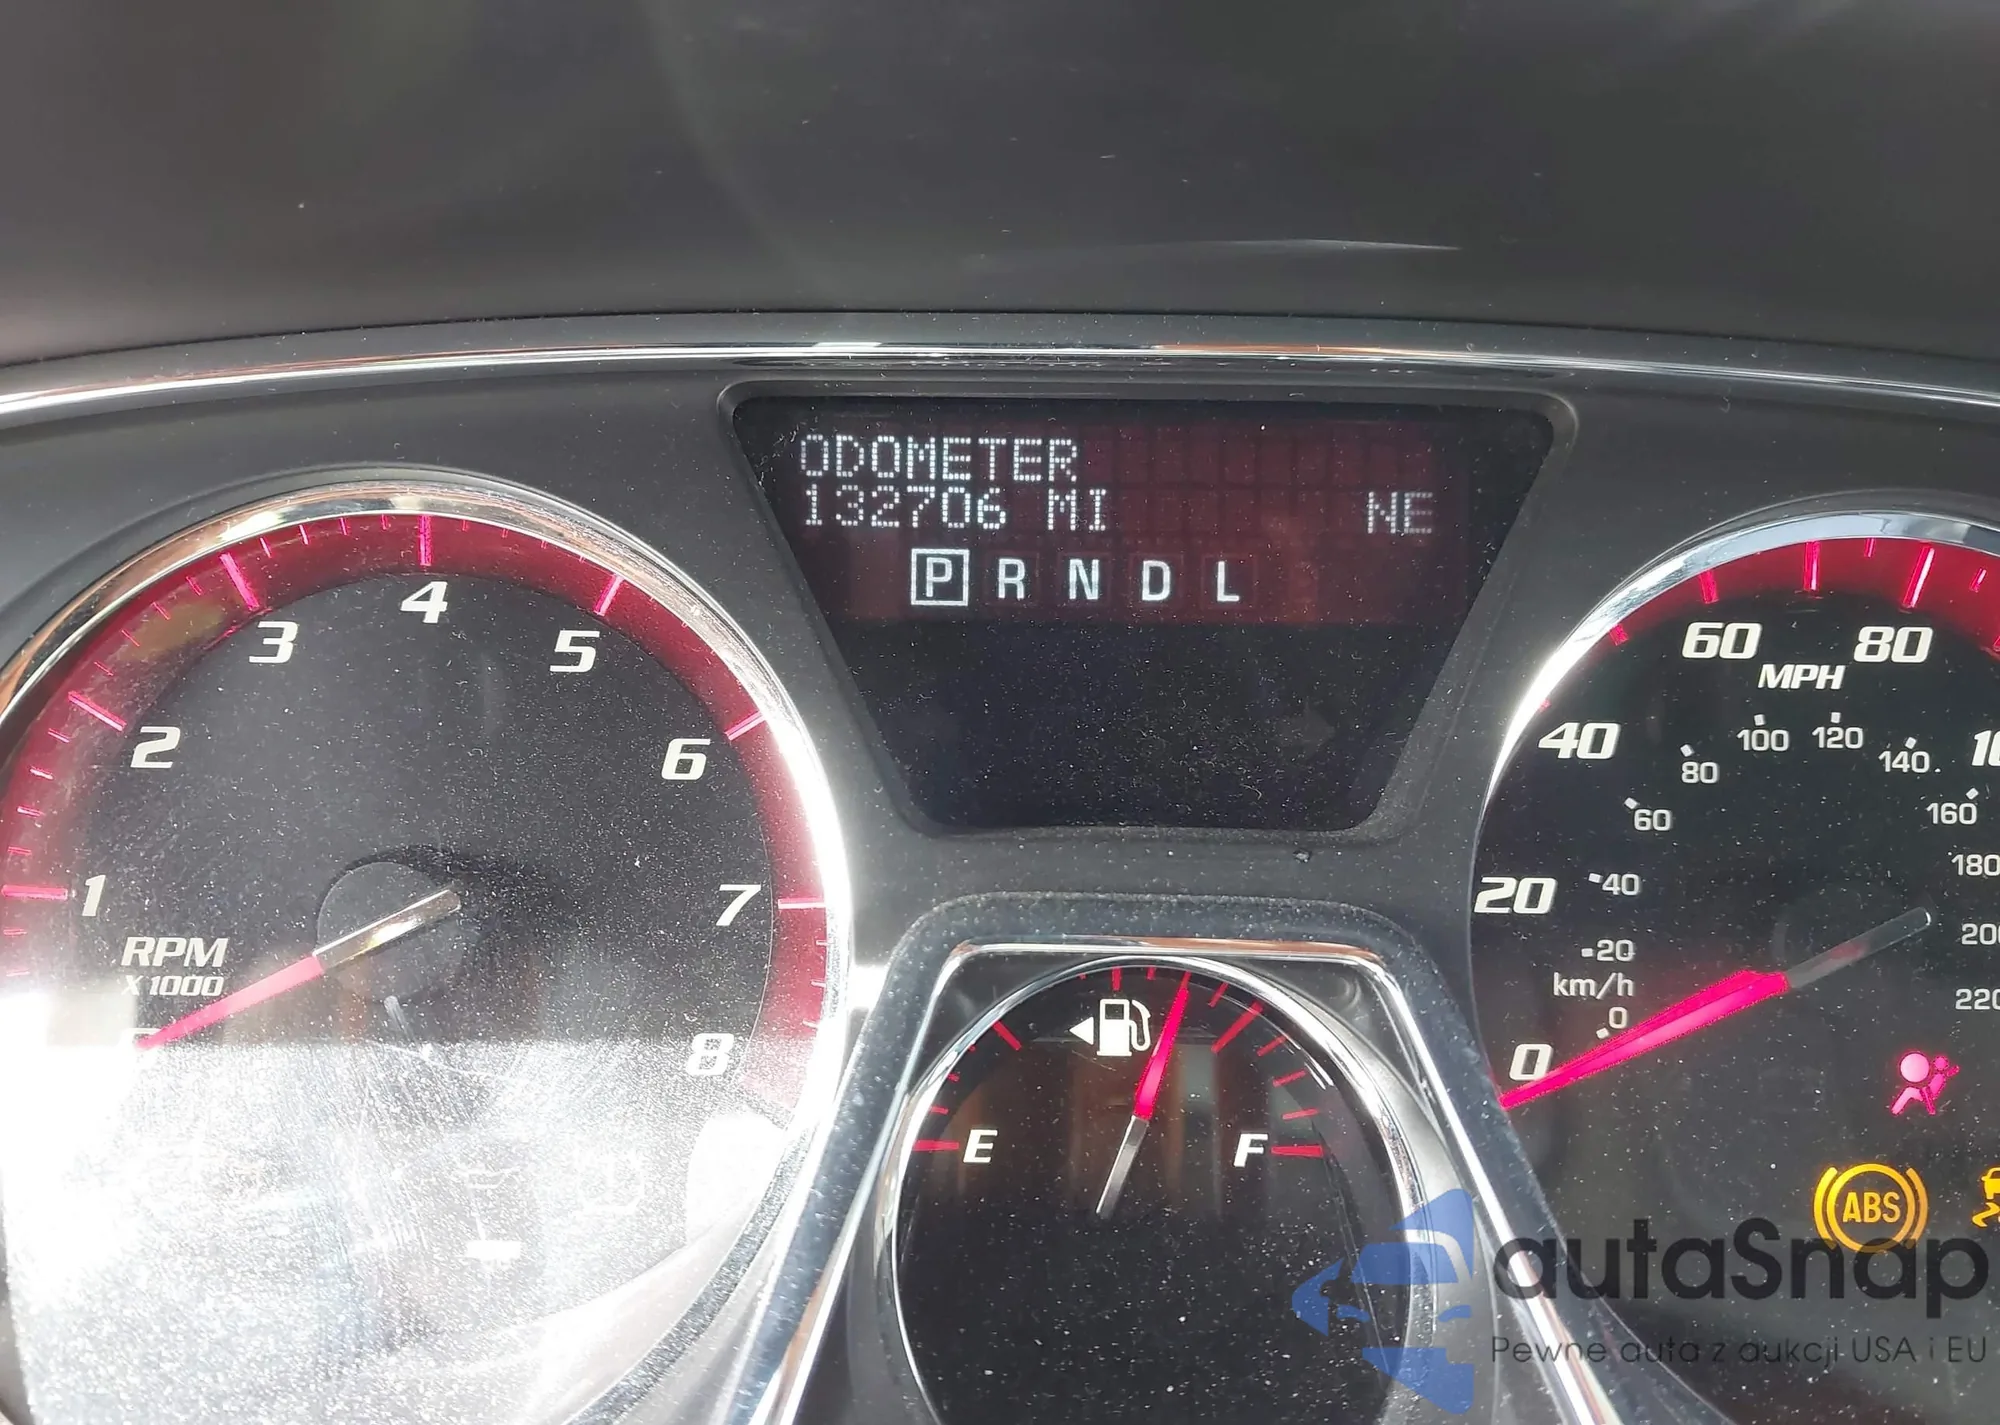 ODOMETER
132706 MI NE
P R N D L
1
2
3
4
5
6
7
8
RPM
X1000
E
F
0
20
40
60
80
MPH
0
20
40
60
80
100
120
140
160
180
km/h
ABS
autaSnap
Pewne auta z aukcji USA i EU